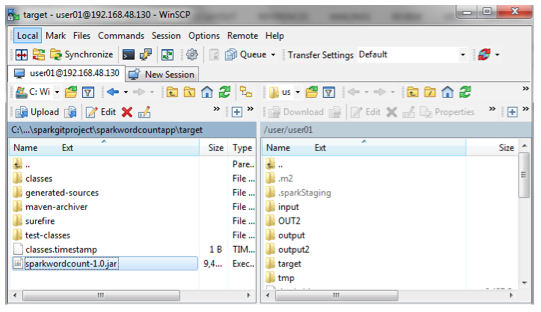 target - user01@192.168.48.130 - WinSCP
Local Mark Files Commands Session Options Remote Help
Synchronize Queue Transfer Settings Default
user01@192.168.48.130 New Session
C: Wi us
Upload Edit Download Edit Properties
C:\...\sparkgitproject\sparkwordcountapp\target /user/user01
Name Ext Size Type Name Ext Size
.. Pare... ..
classes File ... .m2
generated-sources File ... .sparkStaging
maven-archiver File ... input
surefire File ... OUT2
test-classes File ... output
classes.timestamp 1 B TIM... output2
sparkwordcount-1.0.jar 9,4... Exec... target
tmp